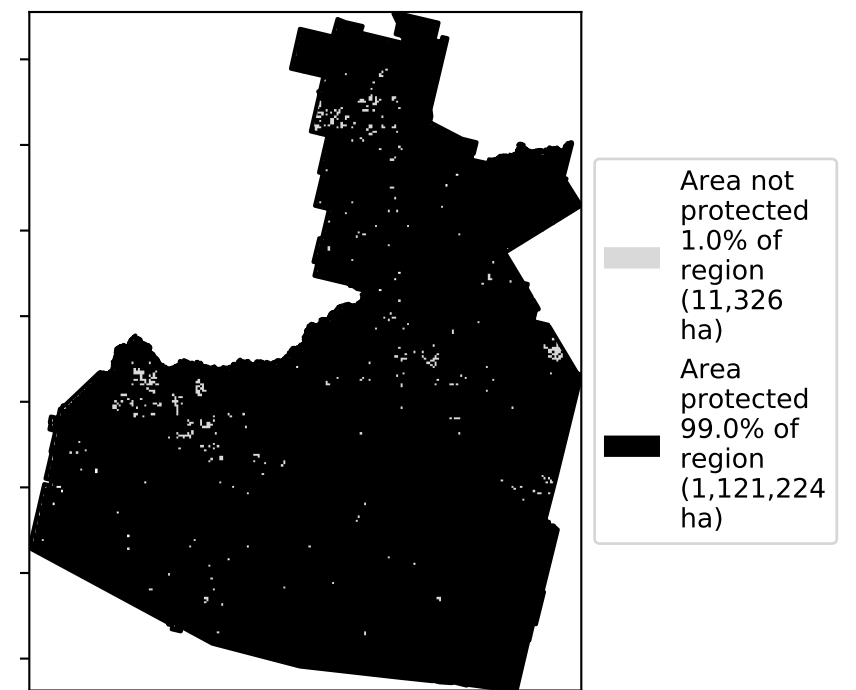 Area not
protected
1.0% of
region
(11,326
ha)
Area
protected
99.0% of
region
(1,121,224
ha)